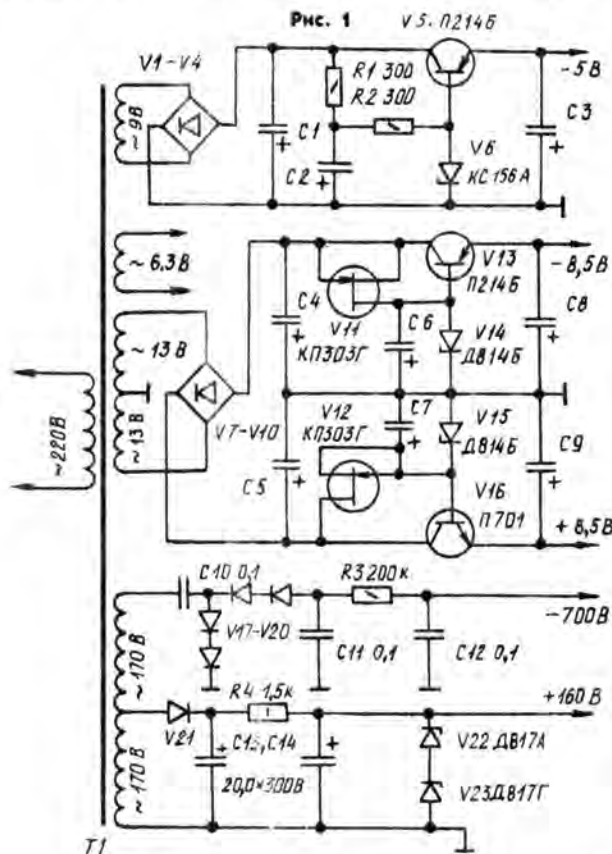 Рис. 1
V5. П214Б
V1–V4
R1 300
R2 300
–5В
~9В
C1
C2
+
+
V6
КС156А
C3
+
~6,3В
~13В
~13В
~220В
V7–V10
C4
+
V11
КП303Г
C6
+
V13
П214Б
V14
Д814Б
–8,5В
C8
+
V12
КП303Г
C7
+
V15
Д814Б
C5
+
V16
П701
C9
+
+8,5В
C10 0,1
R3 200к
–700В
V17–V20
C11 0,1
C12 0,1
~170В
R4 1,5к
+160В
V21
+
C13, C14
+
20,0×300В
V22 Д817А
V23 Д817Г
~170В
T1